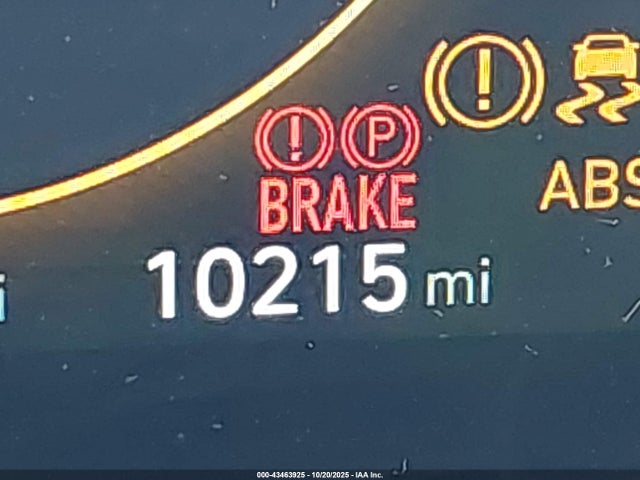 P
BRAKE
ABS
10215 mi
i
000-43463925 - 10/20/2025 - IAA Inc.